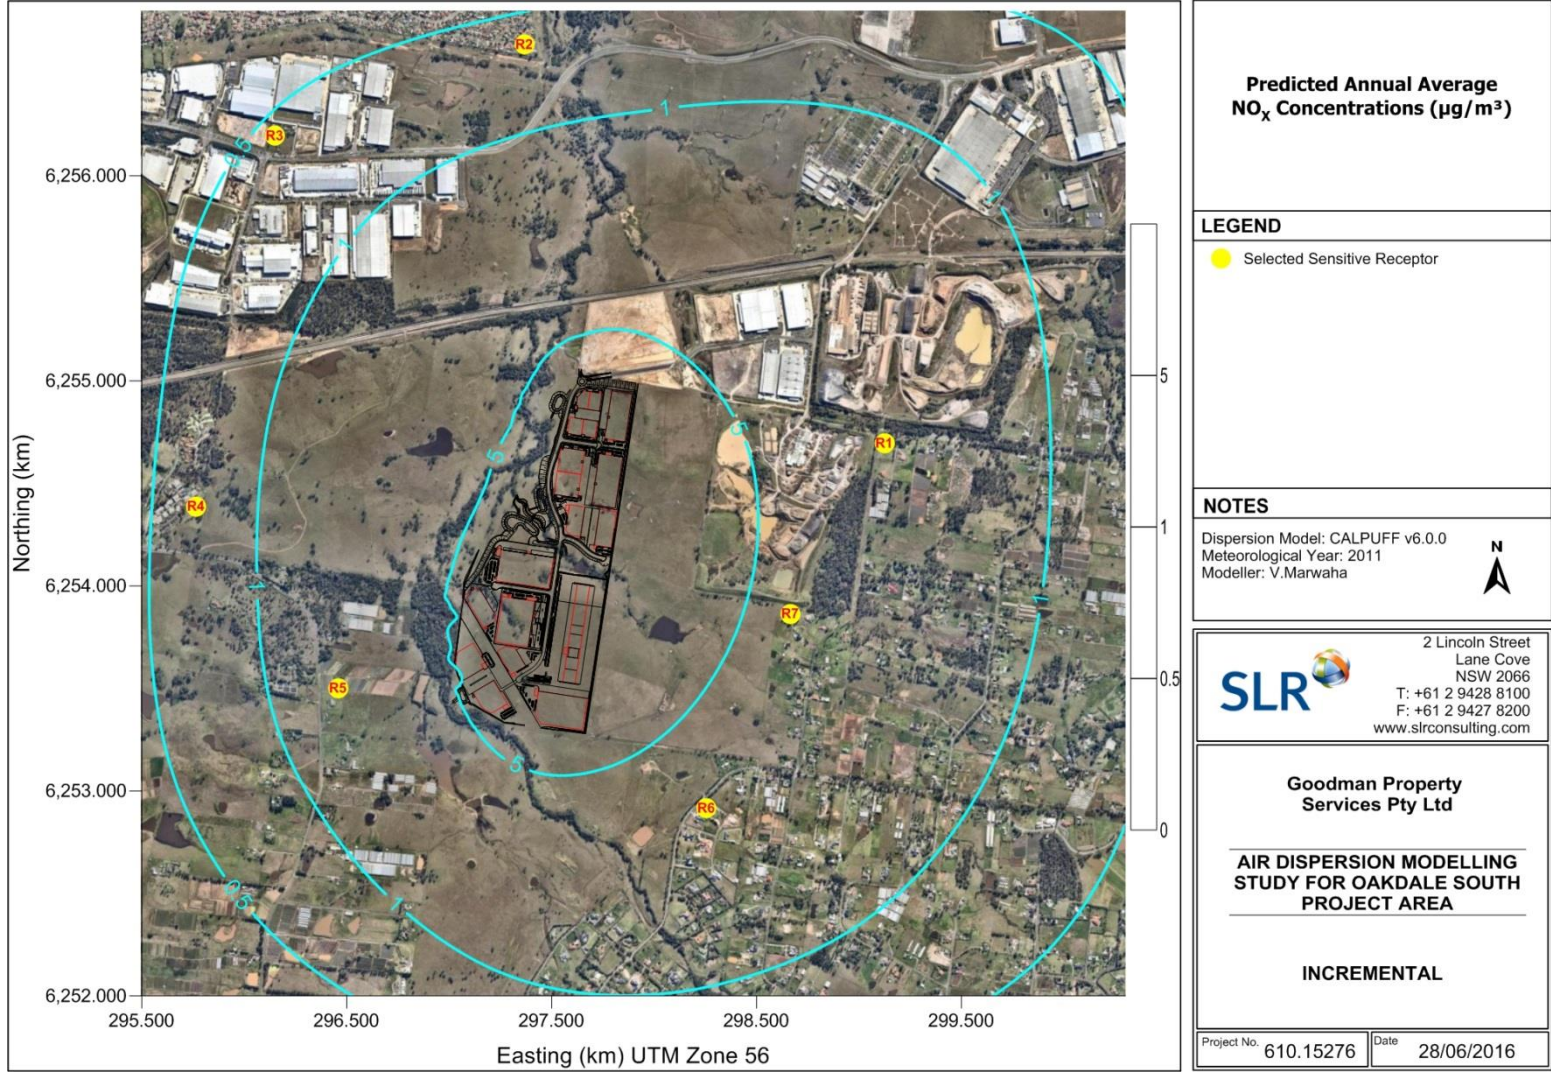 R2
R3
0.5
1
1
1
6,256.000
6,255.000
6,254.000
6,253.000
6,252.000
Northing (km)
5
5
R1
R4
1
1
R7
R5
5
R6
0.5
1
5
1
0.5
0
295.500
296.500
297.500
298.500
299.500
Easting (km) UTM Zone 56
Predicted Annual Average
NOX Concentrations (µg/m³)
LEGEND
Selected Sensitive Receptor
NOTES
Dispersion Model: CALPUFF v6.0.0
Meteorological Year: 2011
Modeller: V.Marwaha
N
SLR
2 Lincoln Street
Lane Cove
NSW 2066
T: +61 2 9428 8100
F: +61 2 9427 8200
www.slrconsulting.com
Goodman Property
Services Pty Ltd
AIR DISPERSION MODELLING
STUDY FOR OAKDALE SOUTH
PROJECT AREA
INCREMENTAL
Project No. 610.15276
Date 28/06/2016